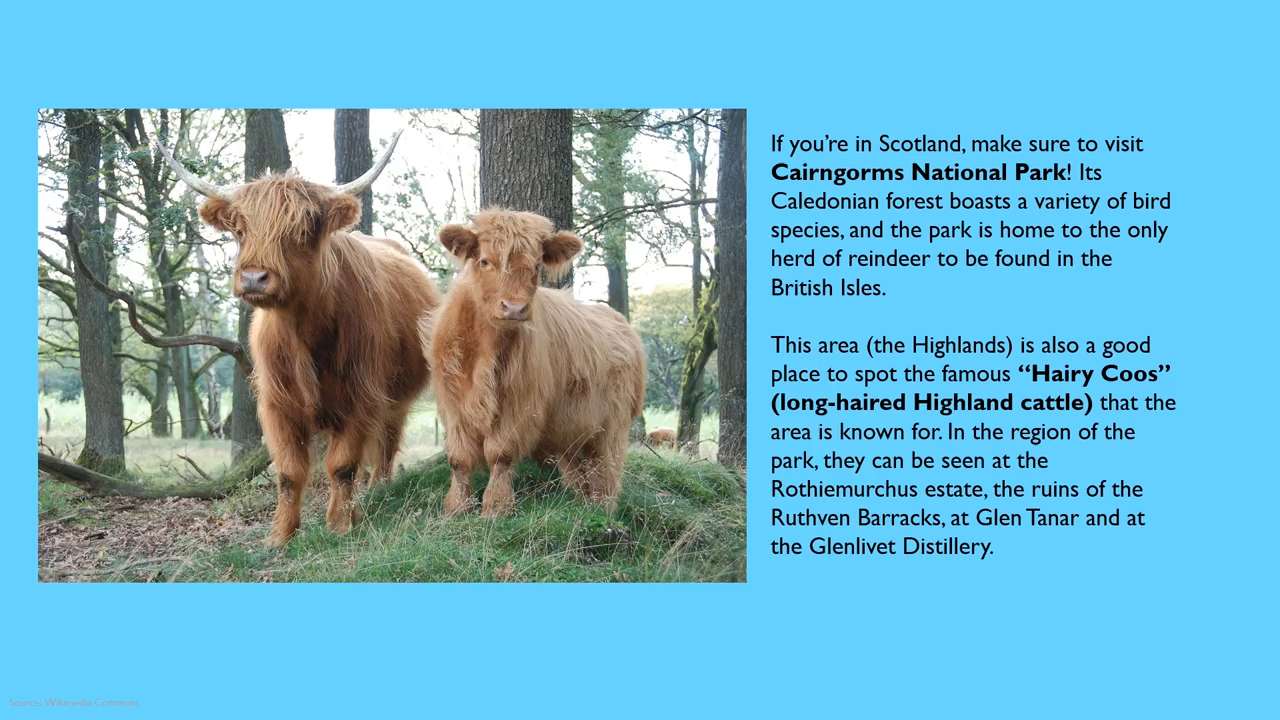 If you’re in Scotland, make sure to visit
Cairngorms National Park! Its
Caledonian forest boasts a variety of bird
species, and the park is home to the only
herd of reindeer to be found in the
British Isles.
This area (the Highlands) is also a good
place to spot the famous “Hairy Coos”
(long-haired Highland cattle) that the
area is known for. In the region of the
park, they can be seen at the
Rothiemurchus estate, the ruins of the
Ruthven Barracks, at Glen Tanar and at
the Glenlivet Distillery.
Source: Wikimedia Commons